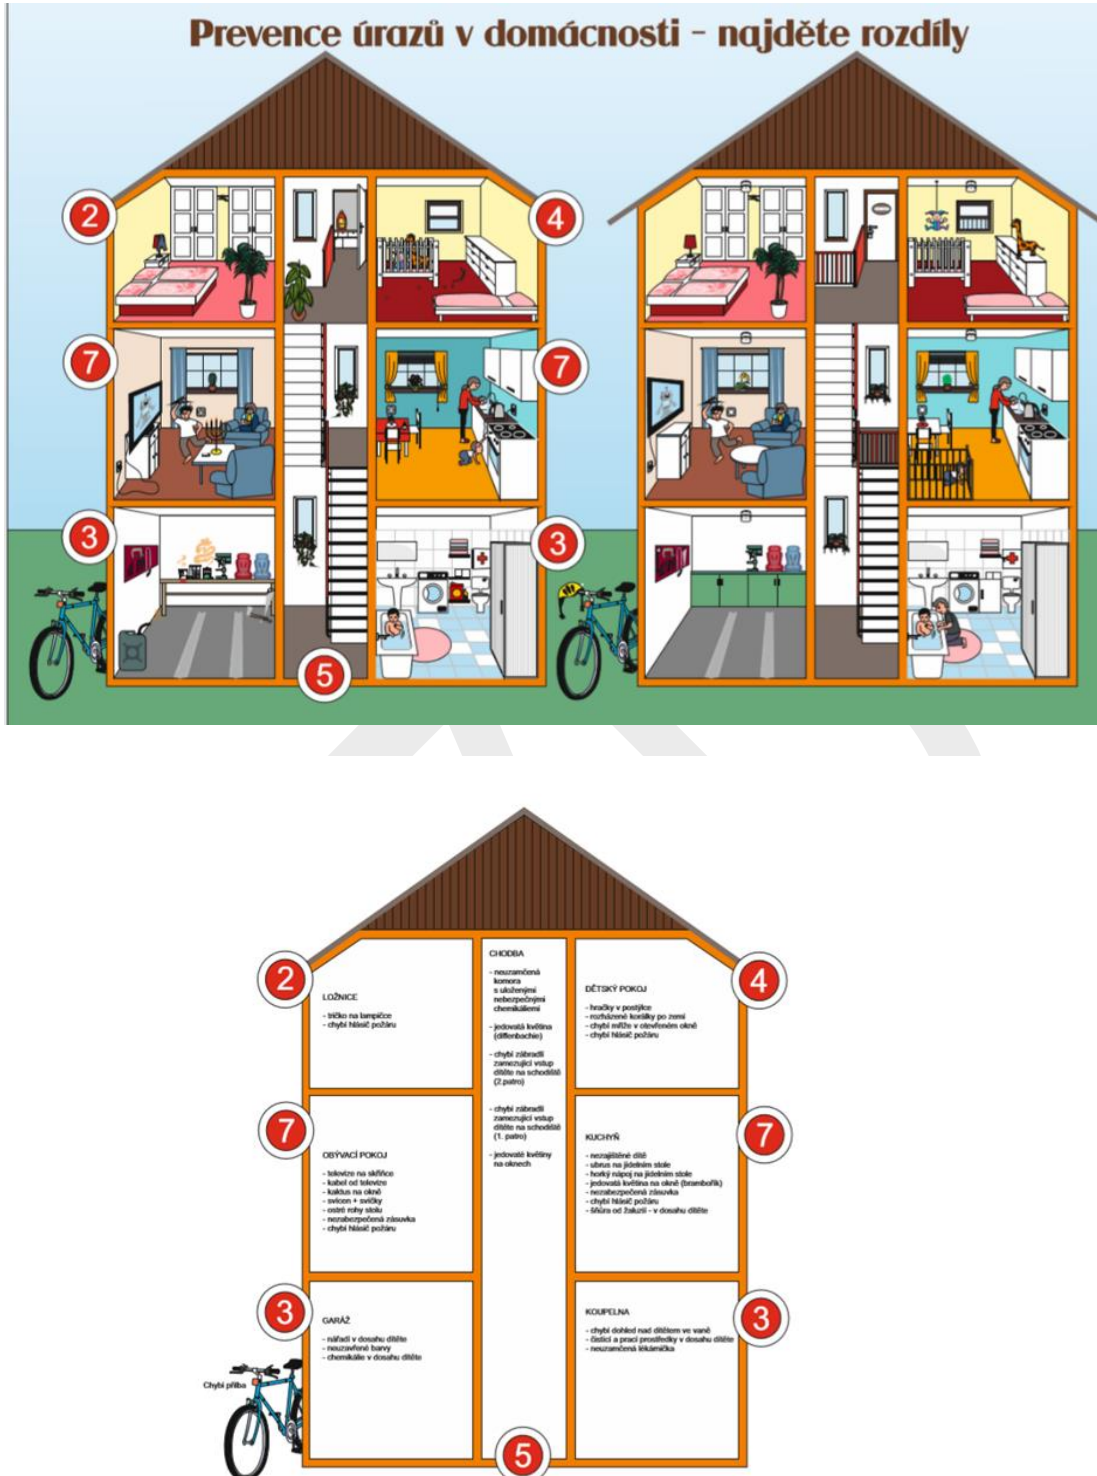 Prevence úrazů v domácnosti - najděte rozdíly
2
4
7
7
3
3
5
2
4
7
7
3
3
5
LOŽNICE
- tričko na lampičce
- chybí hlásič požáru
CHODBA
- neuzamčená
komora
s uloženými
nebezpečnými
chemikáliemi
- jedovatá květina
(diffenbachie)
- chybí zábradlí
zamezující vstup
dítěte na schodiště
(2.patro)
- chybí zábradlí
zamezující vstup
dítěte na schodiště
(1. patro)
- jedovaté květiny
na oknech
DĚTSKÝ POKOJ
- hračky v postýlce
- rozházené korálky po zemi
- chybí mříže v otevřeném okně
- chybí hlásič požáru
OBÝVACÍ POKOJ
- televize na skříňce
- kabel od televize
- kaktus na okně
- svícen + svíčky
- ostré rohy stolu
- nezabezpečená zásuvka
- chybí hlásič požáru
KUCHYŇ
- nezajištěné dítě
- ubrus na jídelním stole
- horký nápoj na jídelním stole
- jedovatá květina na okně (brambořík)
- nezabezpečená zásuvka
- chybí hlásič požáru
- šňůra od žaluzií - v dosahu dítěte
GARÁŽ
- nářadí v dosahu dítěte
- neuzavřené barvy
- chemikálie v dosahu dítěte
KOUPELNA
- chybí dohled nad dítětem ve vaně
- čistící a prací prostředky v dosahu dítěte
- neuzamčená lékárnička
Chybí přilba